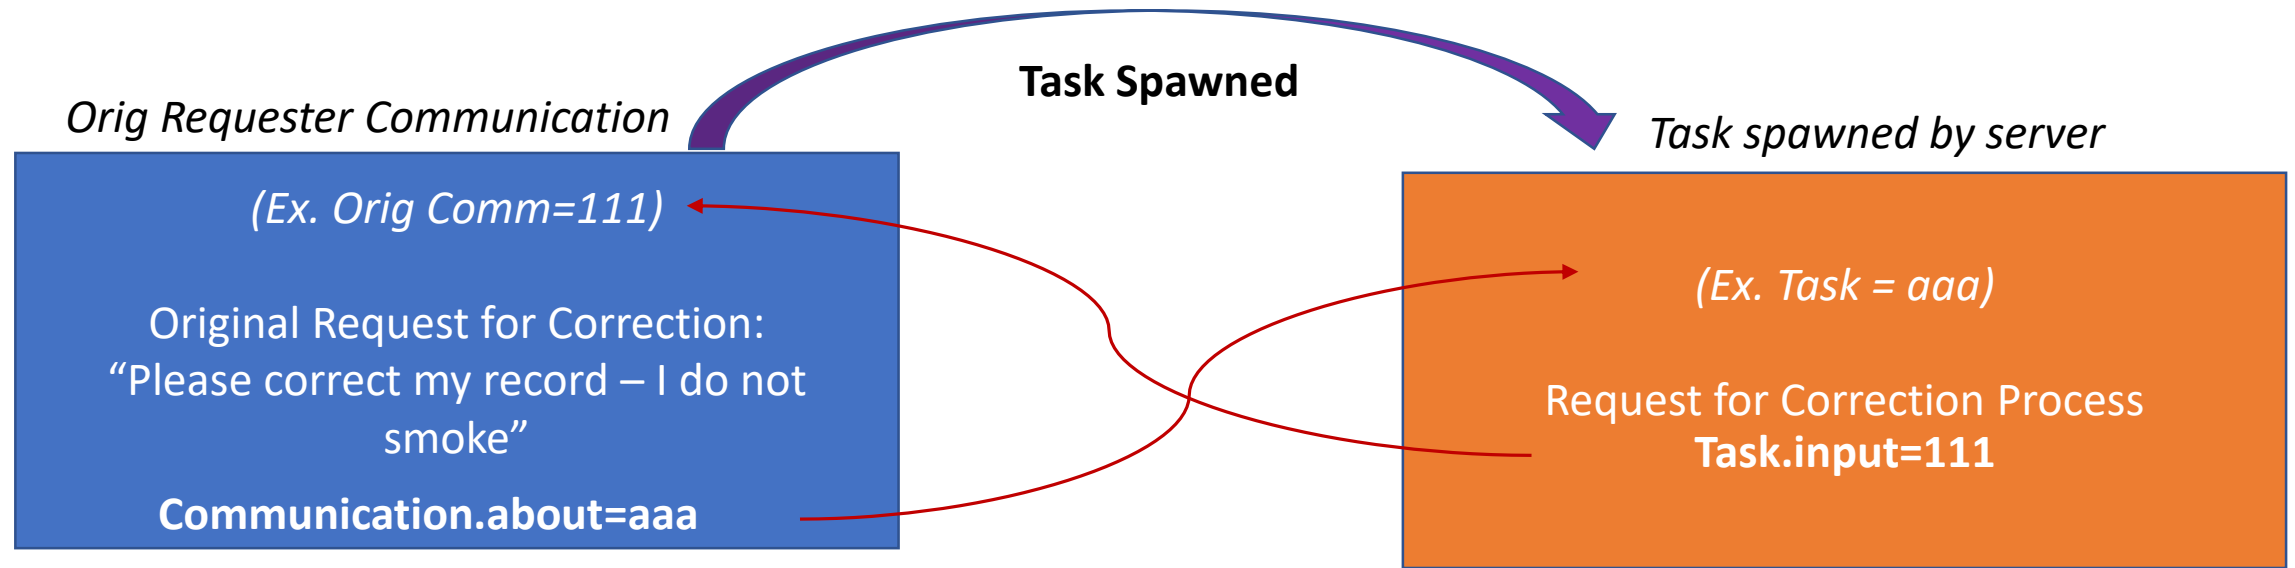 Task Spawned
Orig Requester Communication
Task spawned by server
(Ex. Orig Comm=111)
Original Request for Correction:
“Please correct my record – I do not
smoke”
Communication.about=aaa
(Ex. Task = aaa)
Request for Correction Process
Task.input=111